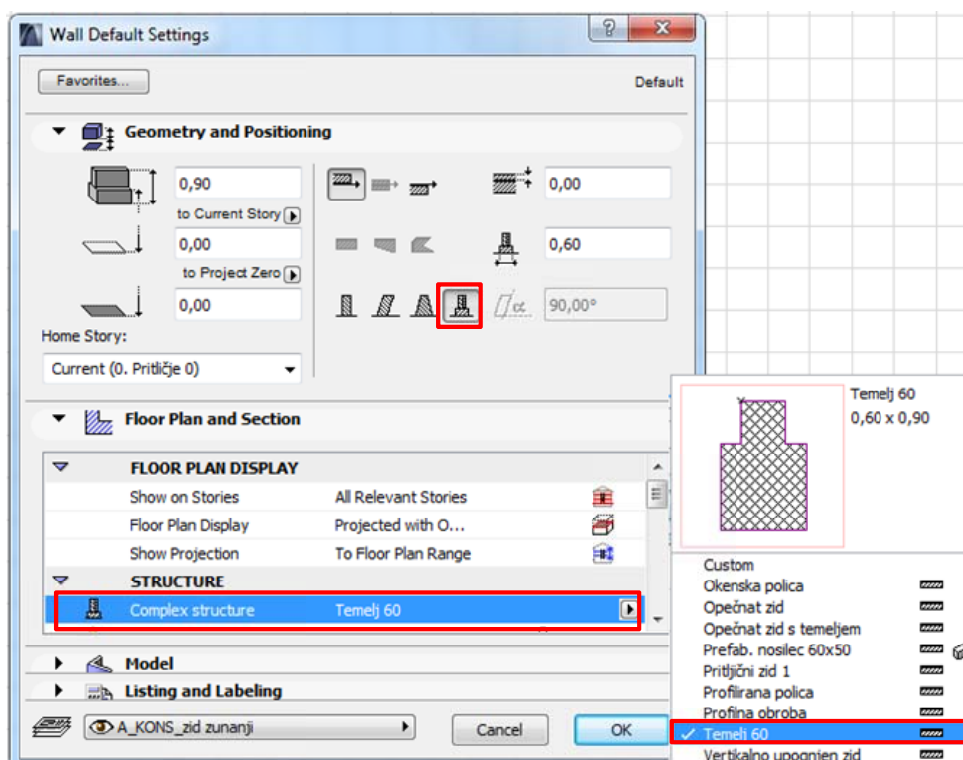 Wall Default Settings
?
X
Favorites...
Default
Geometry and Positioning
0,90
0,00
to Current Story
0,00
0,60
to Project Zero
0,00
α
90,00°
Home Story:
Current (0. Pritličje 0)
Floor Plan and Section
FLOOR PLAN DISPLAY
Show on Stories All Relevant Stories
Floor Plan Display Projected with O...
Show Projection To Floor Plan Range
STRUCTURE
Complex structure Temelj 60
Model
Listing and Labeling
A_KONS_zid zunanji
Cancel
OK
Temelj 60
0,60 x 0,90
Custom
Okenska polica
Opečnat zid
Opečnat zid s temeljem
Prefab. nosilec 60x50
Pritljični zid 1
Profiirana polica
Profina obroba
Temelj 60
Vertikalno upognjen zid